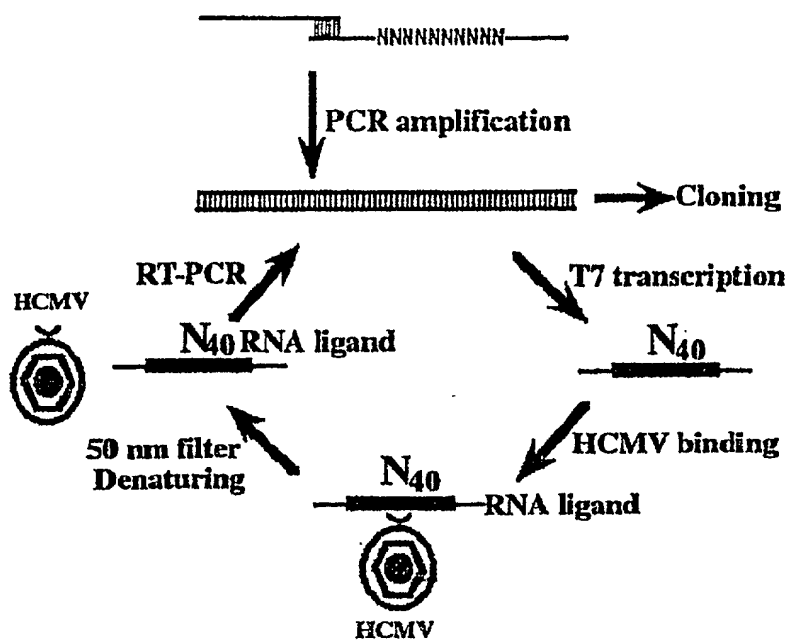 NNNNNNNNNN
PCR amplification
Cloning
RT-PCR
T7 transcription
HCMV
N40 RNA ligand
N40
50 nm filter
Denaturing
HCMV binding
N40
RNA ligand
HCMV